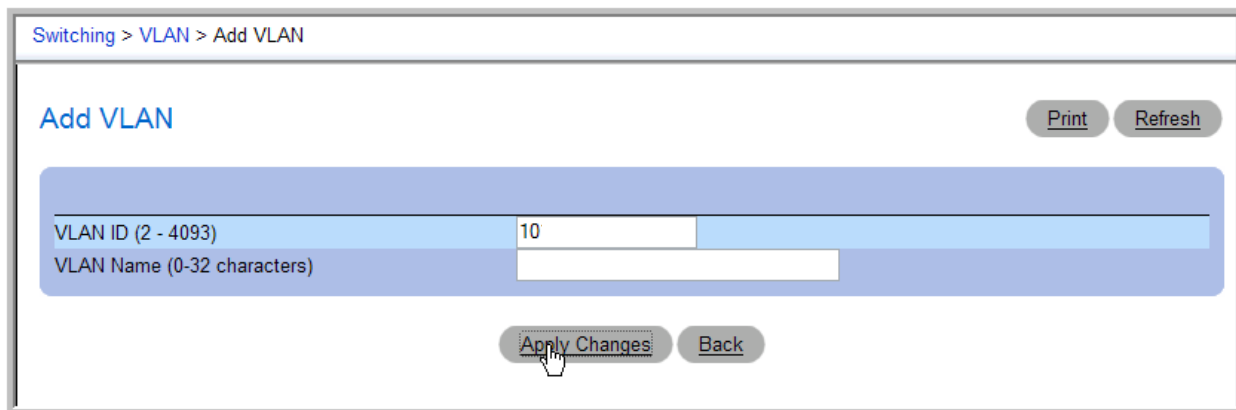 Switching > VLAN > Add VLAN
Add VLAN
Print
Refresh
VLAN ID (2 - 4093)
10
VLAN Name (0-32 characters)
Apply Changes
Back